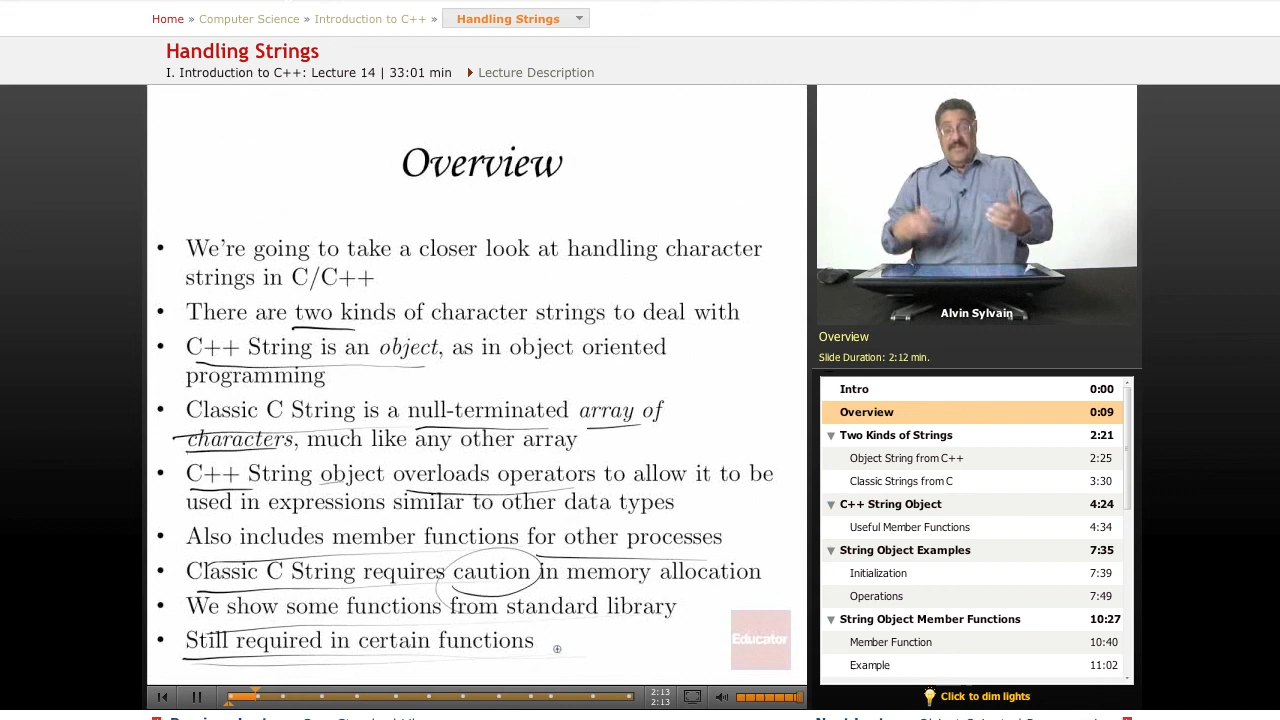 Home » Computer Science » Introduction to C++ » Handling Strings
Handling Strings
I. Introduction to C++: Lecture 14 | 33:01 min Lecture Description
Overview
• We're going to take a closer look at handling character
strings in C/C++
• There are two kinds of character strings to deal with
• C++ String is an object, as in object oriented
programming
• Classic C String is a null-terminated array of
characters, much like any other array
• C++ String object overloads operators to allow it to be
used in expressions similar to other data types
• Also includes member functions for other processes
• Classic C String requires caution in memory allocation
• We show some functions from standard library
• Still required in certain functions
Educator
2:13
2:13
Alvin Sylvain
Overview
Slide Duration: 2:12 min.
Intro 0:00
Overview 0:09
Two Kinds of Strings 2:21
Object String from C++ 2:25
Classic Strings from C 3:30
C++ String Object 4:24
Useful Member Functions 4:34
String Object Examples 7:35
Initialization 7:39
Operations 7:49
String Object Member Functions 10:27
Member Function 10:40
Example 11:02
Click to dim lights